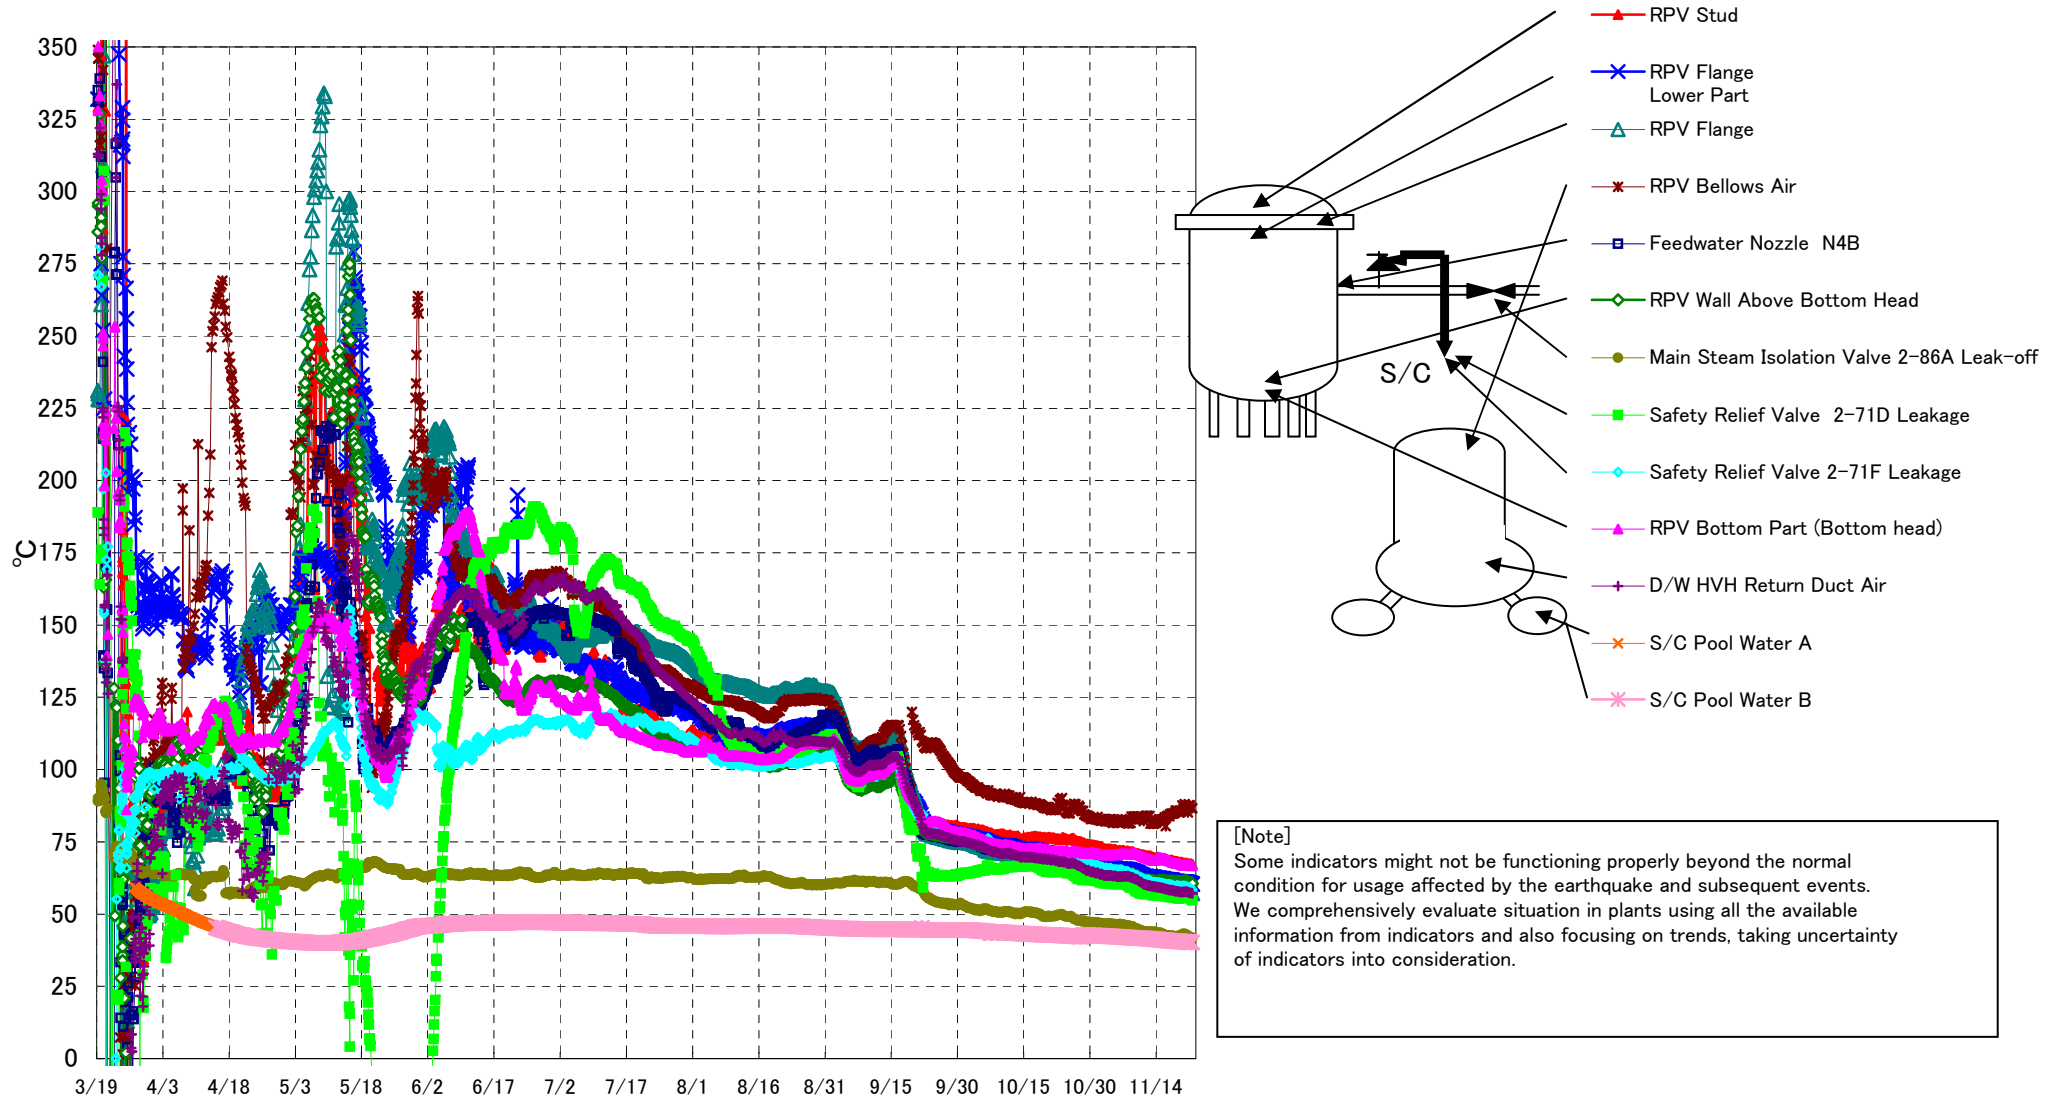 350
325
300
275
250
225
200
175
150
125
100
75
50
25
0
℃
3/19 4/3 4/18 5/3 5/18 6/2 6/17 7/2 7/17 8/1 8/16 8/31 9/15 9/30 10/15 10/30 11/14
RPV Stud
RPV Flange
Lower Part
RPV Flange
RPV Bellows Air
Feedwater Nozzle N4B
RPV Wall Above Bottom Head
Main Steam Isolation Valve 2-86A Leak-off
Safety Relief Valve 2-71D Leakage
Safety Relief Valve 2-71F Leakage
RPV Bottom Part (Bottom head)
D/W HVH Return Duct Air
S/C Pool Water A
S/C Pool Water B
S/C
[Note]
Some indicators might not be functioning properly beyond the normal
condition for usage affected by the earthquake and subsequent events.
We comprehensively evaluate situation in plants using all the available
information from indicators and also focusing on trends, taking uncertainty
of indicators into consideration.